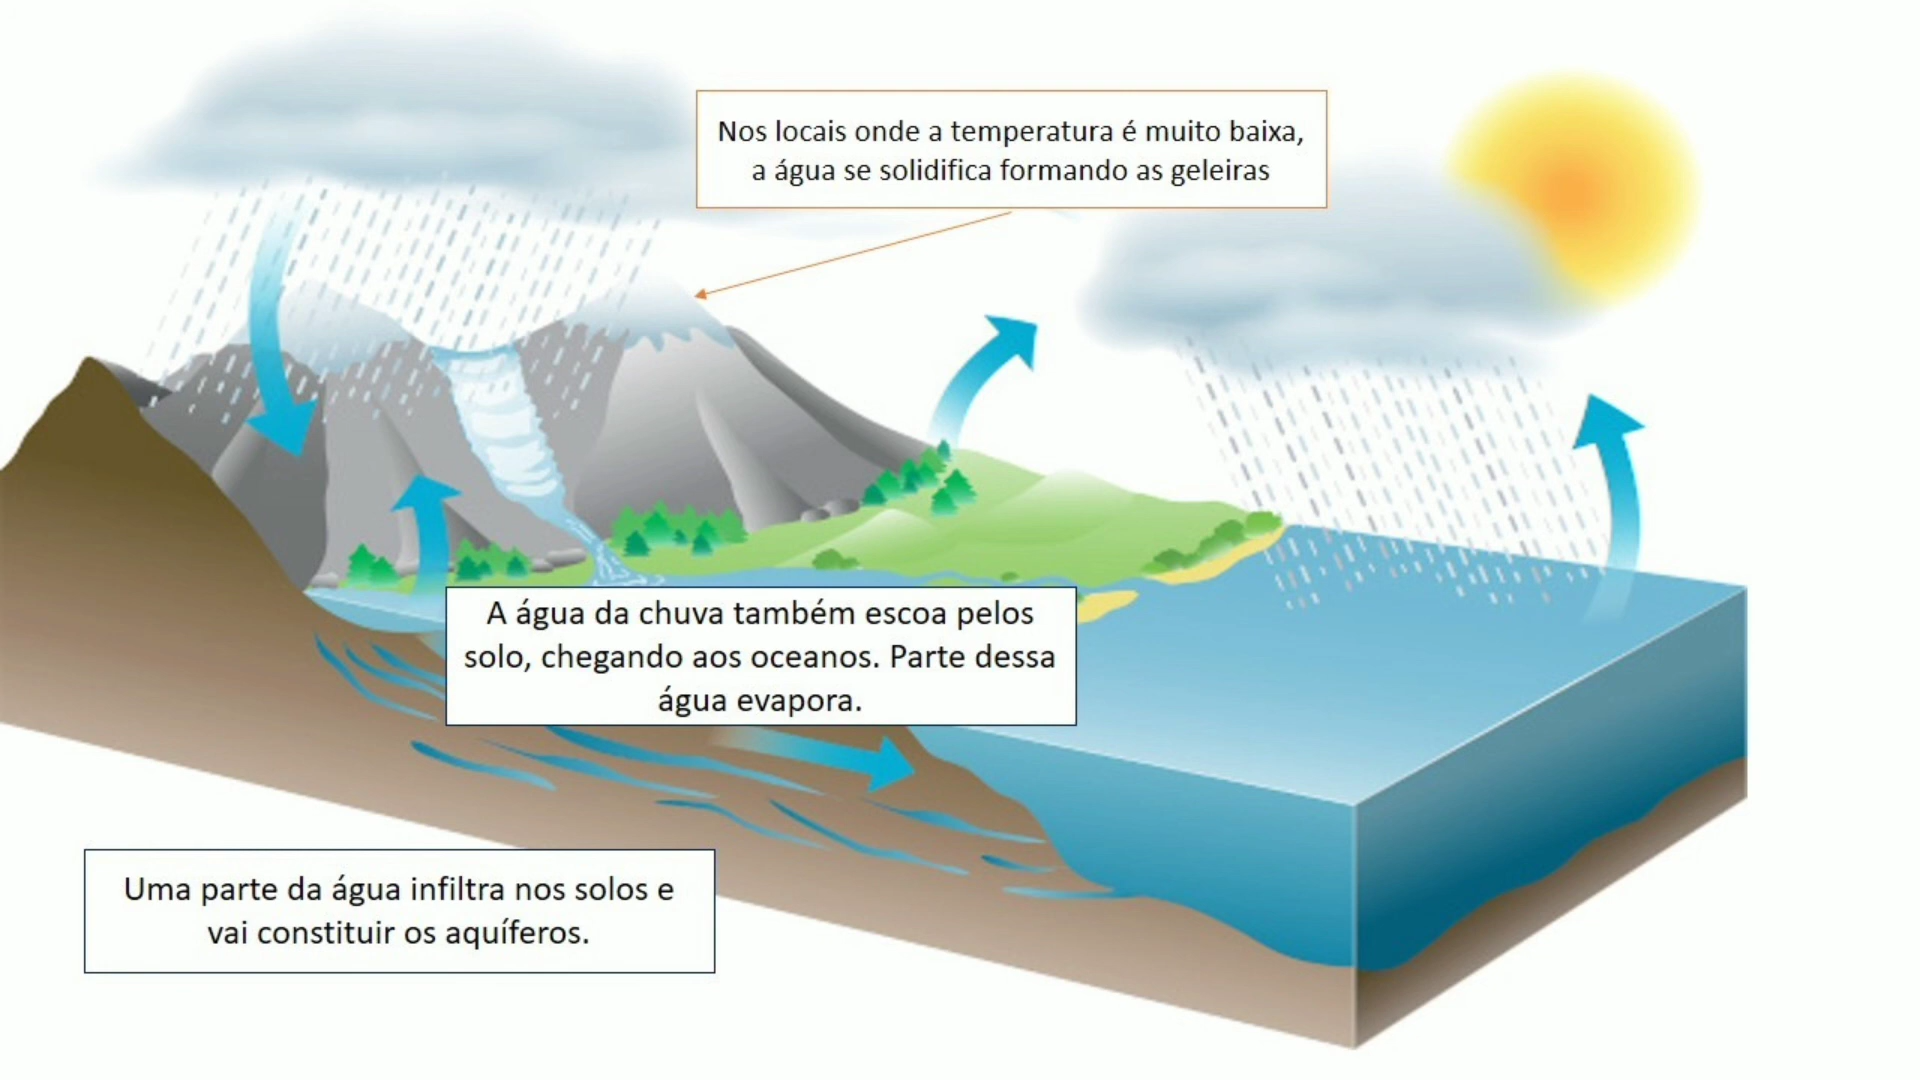 Nos locais onde a temperatura é muito baixa,
a água se solidifica formando as geleiras
A água da chuva também escoa pelos
solo, chegando aos oceanos. Parte dessa
água evapora.
Uma parte da água infiltra nos solos e
vai constituir os aquíferos.